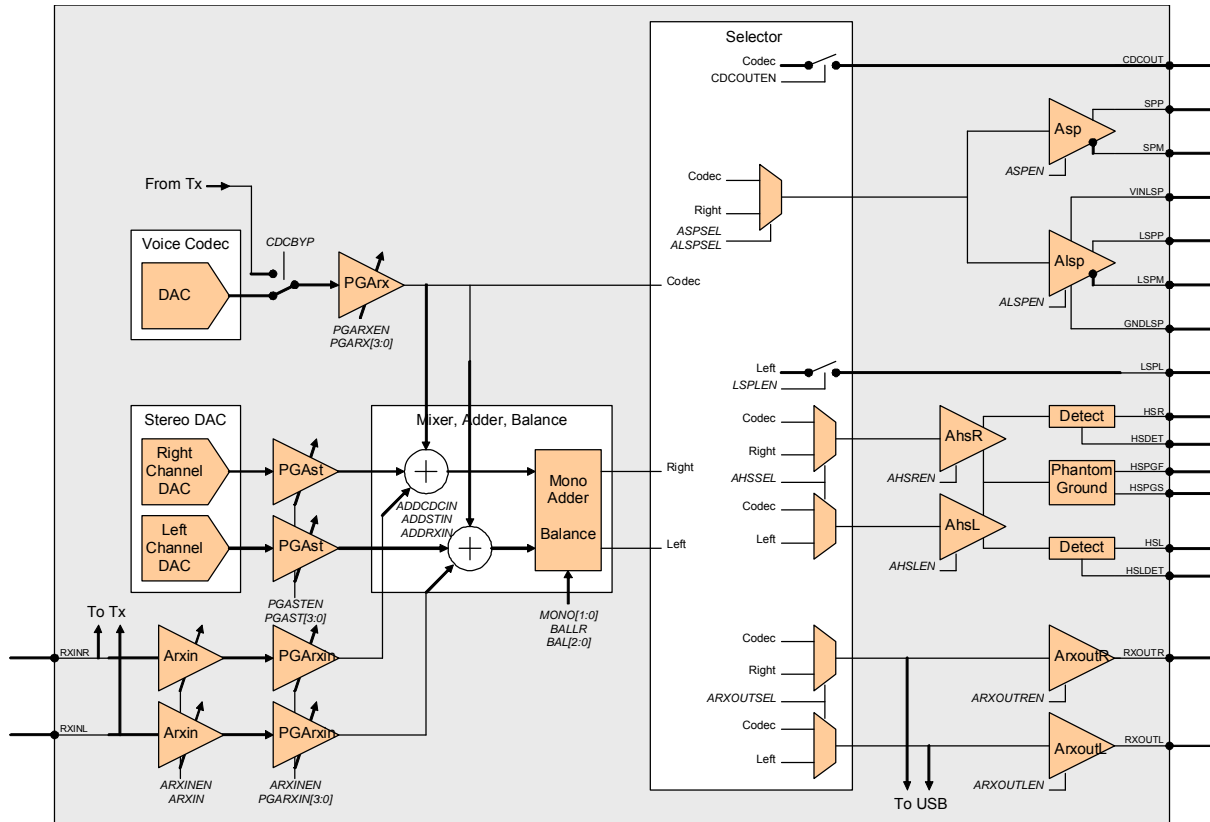 Selector
Codec
CDCOUTEN
CDCOUT
SPP
Asp
SPM
ASPEN
From Tx
Codec
Right
ASPSEL
ALSPSEL
VINLSP
LSPP
Alsp
LSPM
ALSPEN
GNDLSP
Voice Codec
DAC
CDCBYP
PGArx
PGARXEN
PGARX[3:0]
Codec
Left
LSPLEN
LSPL
Stereo DAC
Right
Channel
DAC
Left
Channel
DAC
PGAst
PGAst
PGASTEN
PGAST[3:0]
Mixer, Adder, Balance
ADDCDCIN
ADDSTIN
ADDRXIN
Mono
Adder
Balance
MONO[1:0]
BALLR
BAL[2:0]
Right
Left
Codec
Right
AHSSEL
Codec
Left
AhsR
AHSREN
AhsL
AHSLEN
Detect
HSR
HSDET
Phantom
Ground
HSPGF
HSPGS
Detect
HSL
HSLDET
To Tx
RXINR
RXINL
Arxin
PGArxin
Arxin
PGArxin
ARXINEN
ARXIN
ARXINEN
PGARXIN[3:0]
Codec
Right
ARXOUTSEL
Codec
Left
To USB
ArxoutR
ARXOUTREN
RXOUTR
ArxoutL
ARXOUTLEN
RXOUTL